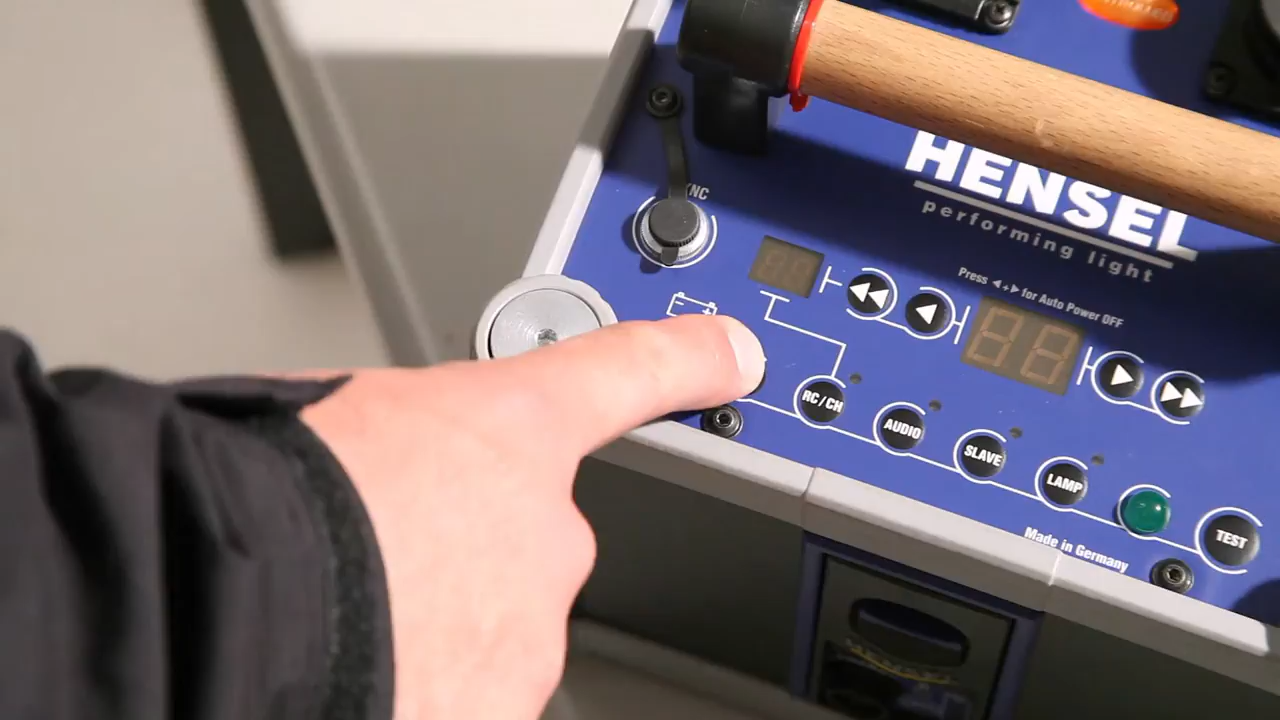 HENSEL
performing light
Press ◀+▶ for Auto Power OFF
RC/CH
AUDIO
SLAVE
LAMP
TEST
Made in Germany